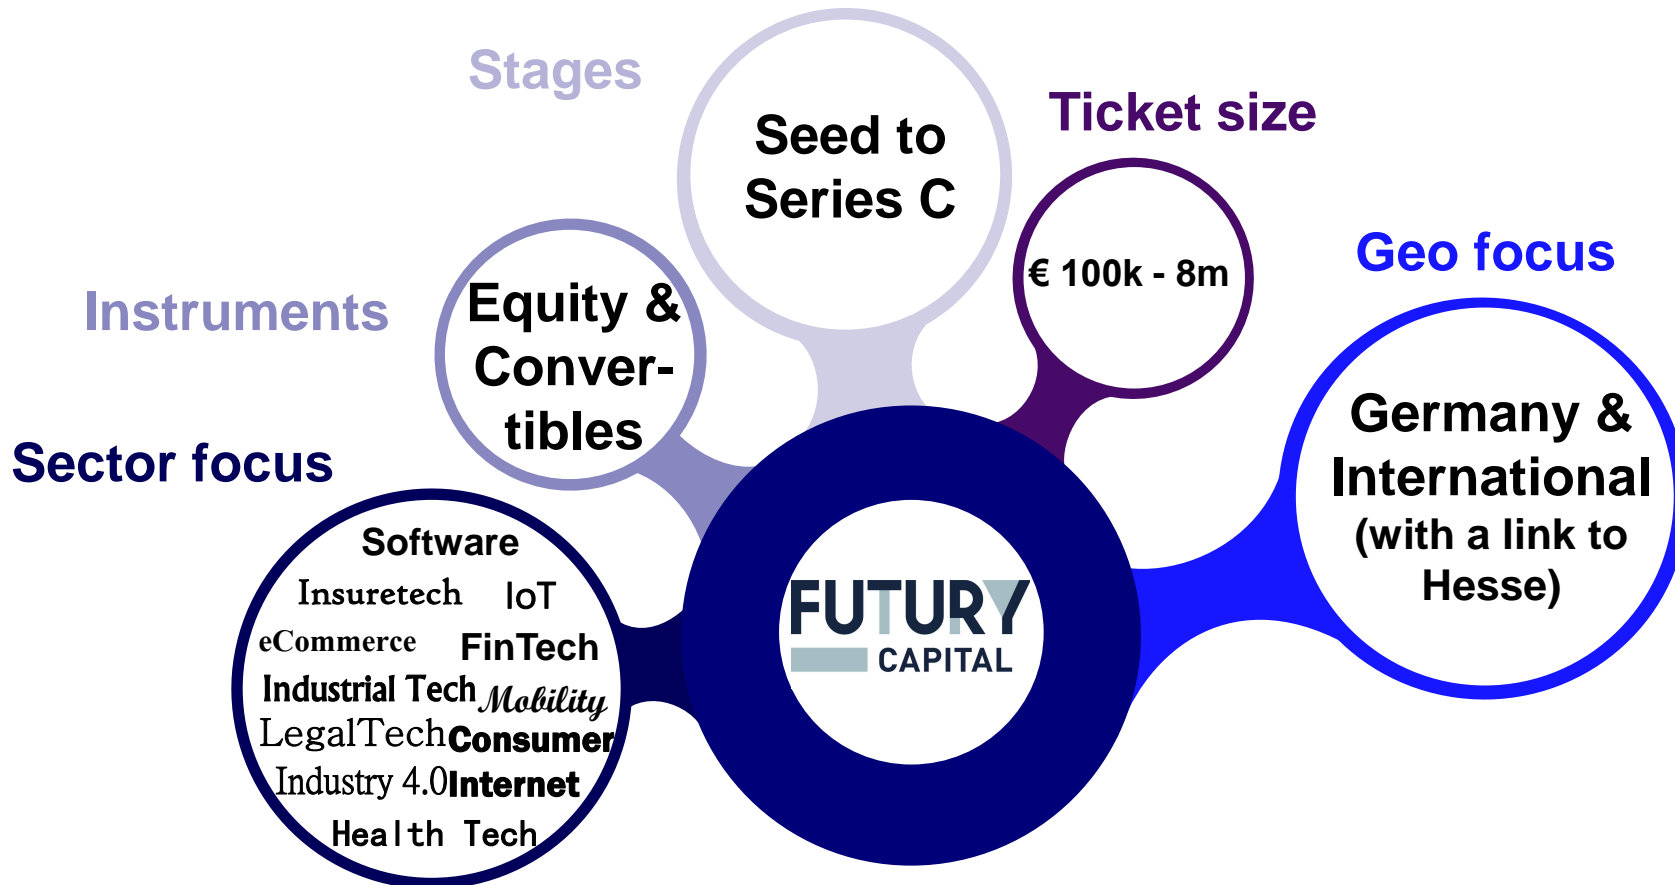 Stages
Seed to
Series C
Ticket size
€ 100k - 8m
Geo focus
Germany &
International
(with a link to
Hesse)
Instruments
Equity &
Conver-
tibles
Sector focus
Software
Insuretech IoT
eCommerce FinTech
Industrial Tech Mobility
LegalTech Consumer
Industry 4.0 Internet
Health Tech
FUTURY
CAPITAL